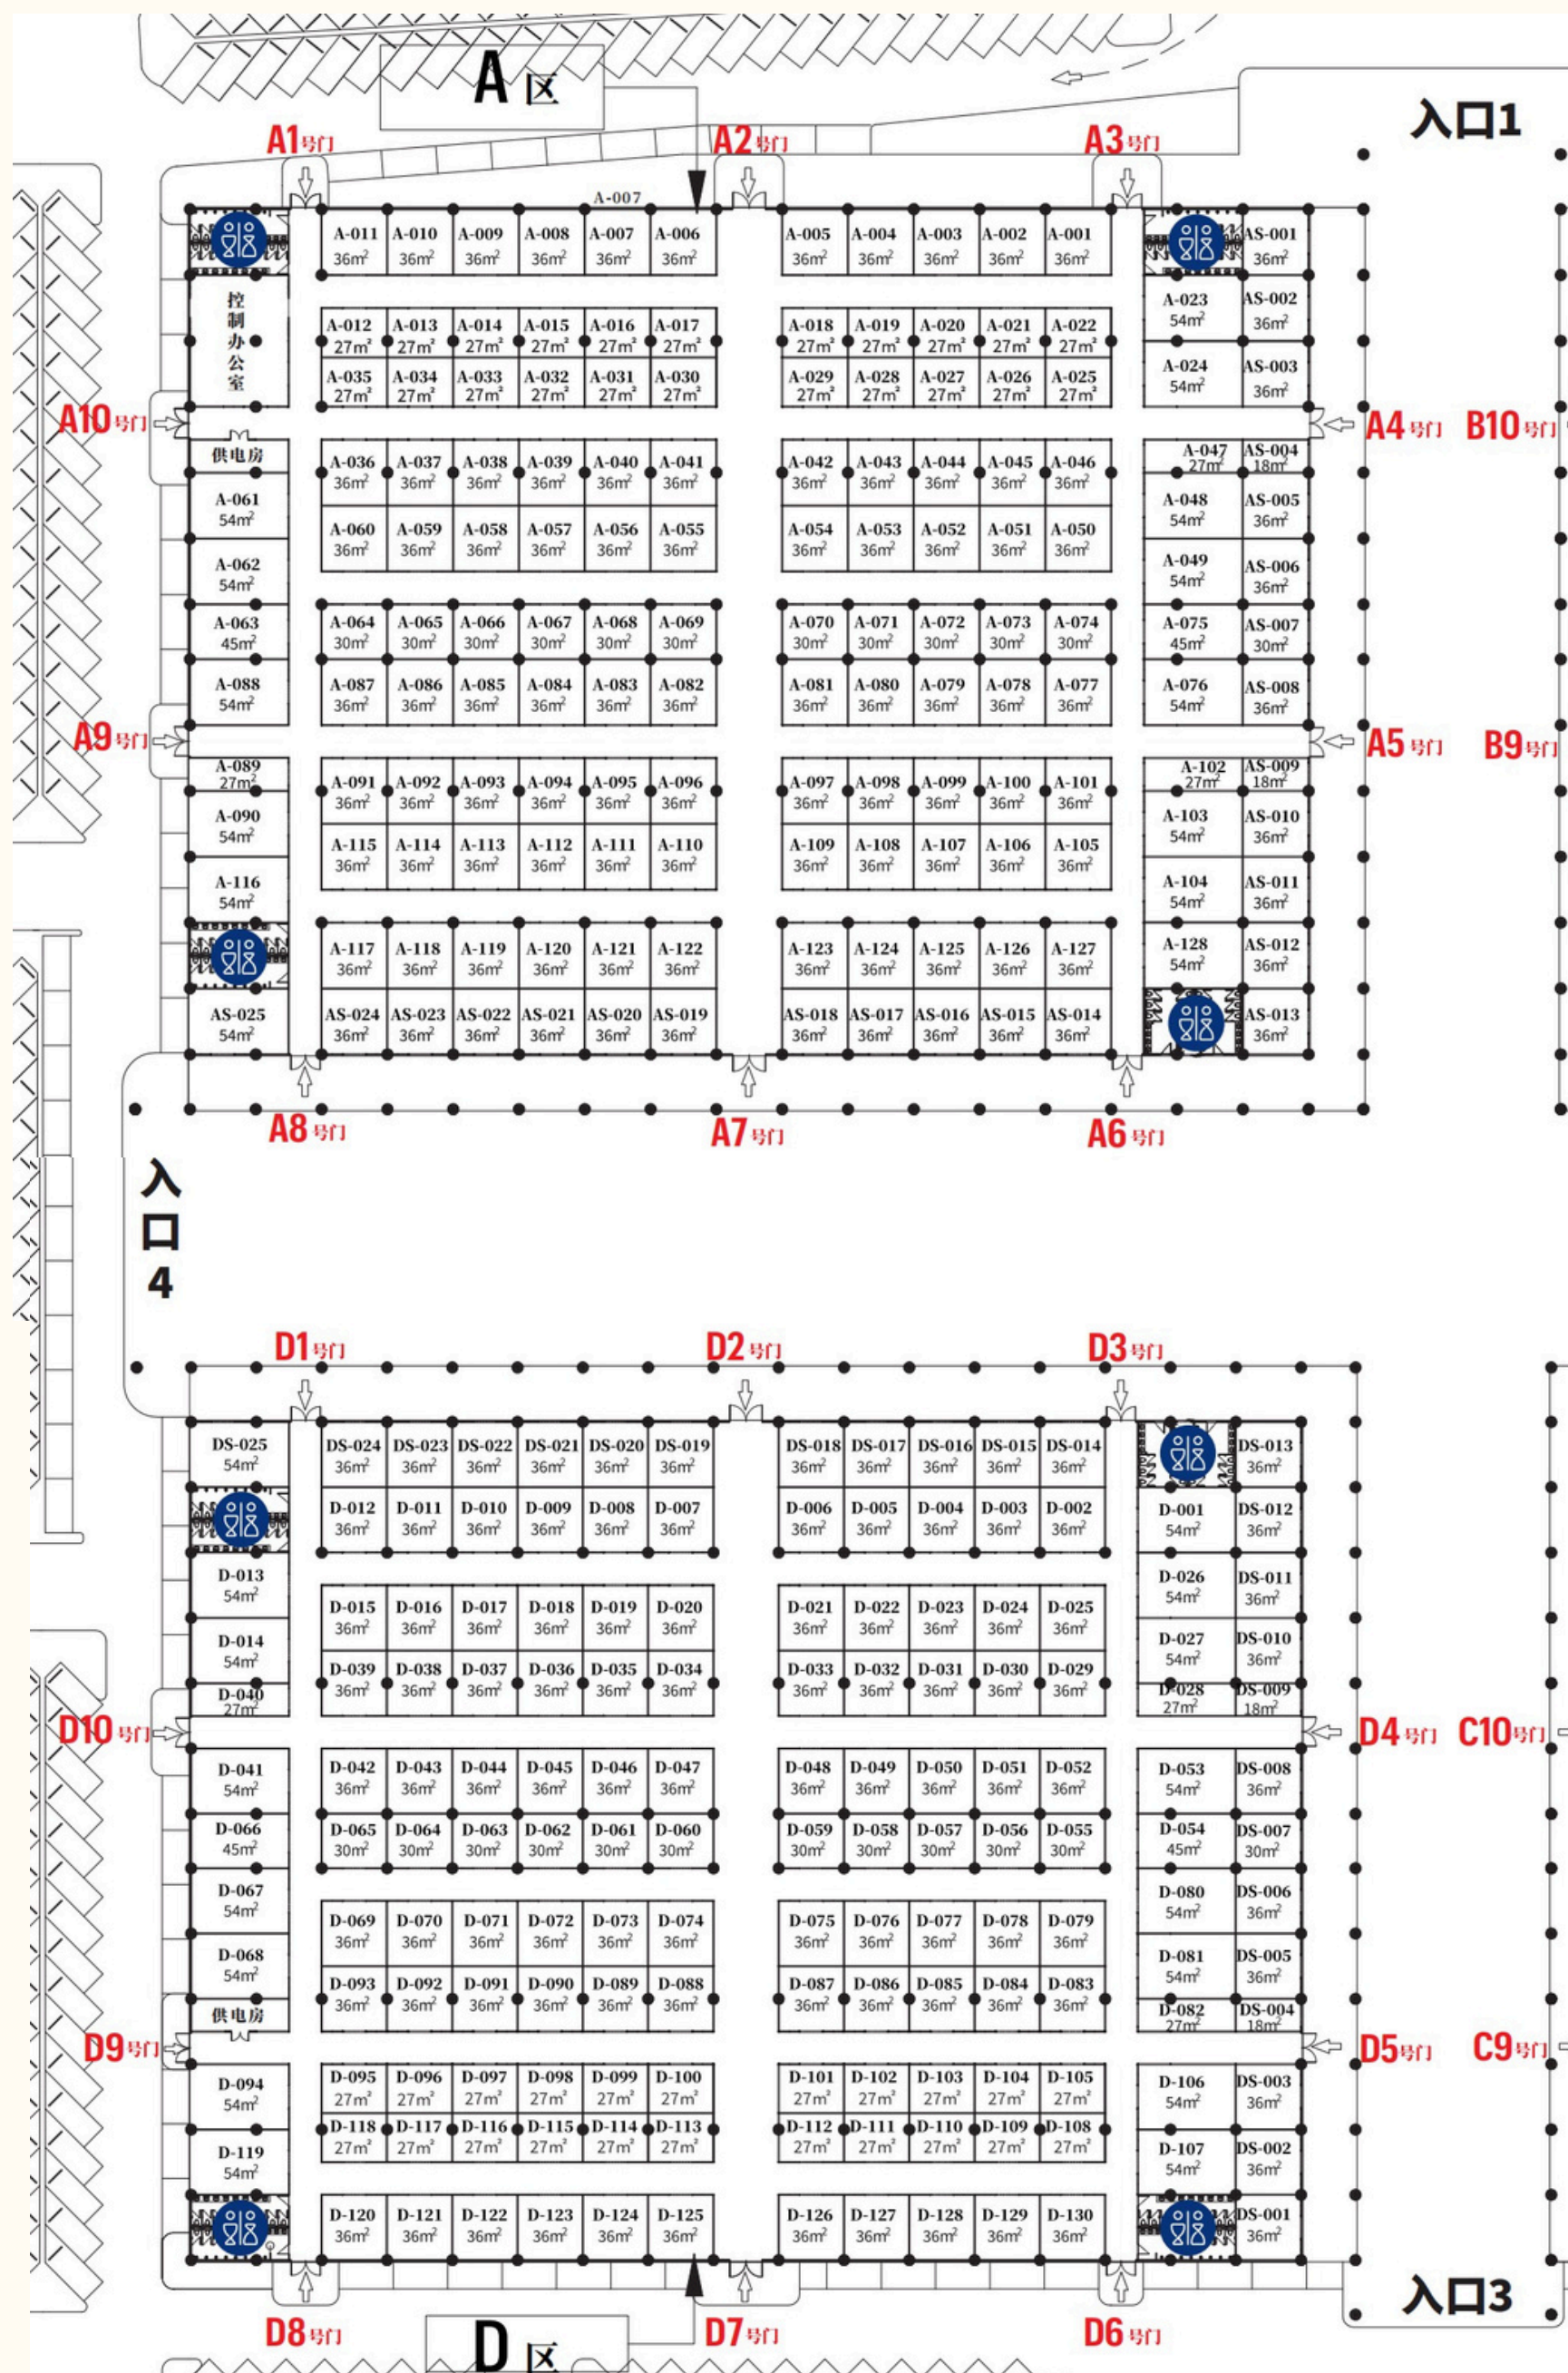 A 区
入口1
A1号门 A2号门 A3号门
A-007
A-011 A-010 A-009 A-008 A-007 A-006 A-005 A-004 A-003 A-002 A-001 AS-001
36m² 36m² 36m² 36m² 36m² 36m² 36m² 36m² 36m² 36m² 36m² 36m²
控制办公室
A-023 AS-002
54m² 36m²
A-012 A-013 A-014 A-015 A-016 A-017 A-018 A-019 A-020 A-021 A-022
27m² 27m² 27m² 27m² 27m² 27m² 27m² 27m² 27m² 27m² 27m²
A-024 AS-003
54m² 36m²
A-035 A-034 A-033 A-032 A-031 A-030 A-029 A-028 A-027 A-026 A-025
27m² 27m² 27m² 27m² 27m² 27m² 27m² 27m² 27m² 27m² 27m²
A10号门 A4号门 B10号门
供电房
A-047 AS-004
27m² 18m²
A-036 A-037 A-038 A-039 A-040 A-041 A-042 A-043 A-044 A-045 A-046
36m² 36m² 36m² 36m² 36m² 36m² 36m² 36m² 36m² 36m² 36m²
A-061 A-048 AS-005
54m² 54m² 36m²
A-060 A-059 A-058 A-057 A-056 A-055 A-054 A-053 A-052 A-051 A-050
36m² 36m² 36m² 36m² 36m² 36m² 36m² 36m² 36m² 36m² 36m²
A-062 A-049 AS-006
54m² 54m² 36m²
A-063 A-064 A-065 A-066 A-067 A-068 A-069 A-070 A-071 A-072 A-073 A-074 A-075 AS-007
45m² 30m² 30m² 30m² 30m² 30m² 30m² 30m² 30m² 30m² 30m² 30m² 45m² 30m²
A-088 A-087 A-086 A-085 A-084 A-083 A-082 A-081 A-080 A-079 A-078 A-077 A-076 AS-008
54m² 36m² 36m² 36m² 36m² 36m² 36m² 36m² 36m² 36m² 36m² 36m² 54m² 36m²
A9号门 A5号门 B9号门
A-089 A-102 AS-009
27m² 27m² 18m²
A-091 A-092 A-093 A-094 A-095 A-096 A-097 A-098 A-099 A-100 A-101
36m² 36m² 36m² 36m² 36m² 36m² 36m² 36m² 36m² 36m² 36m²
A-090 A-103 AS-010
54m² 54m² 36m²
A-115 A-114 A-113 A-112 A-111 A-110 A-109 A-108 A-107 A-106 A-105
36m² 36m² 36m² 36m² 36m² 36m² 36m² 36m² 36m² 36m² 36m²
A-116 A-104 AS-011
54m² 54m² 36m²
A-117 A-118 A-119 A-120 A-121 A-122 A-123 A-124 A-125 A-126 A-127 A-128 AS-012
36m² 36m² 36m² 36m² 36m² 36m² 36m² 36m² 36m² 36m² 36m² 54m² 36m²
AS-025 AS-024 AS-023 AS-022 AS-021 AS-020 AS-019 AS-018 AS-017 AS-016 AS-015 AS-014 AS-013
54m² 36m² 36m² 36m² 36m² 36m² 36m² 36m² 36m² 36m² 36m² 36m² 36m²
A8号门 A7号门 A6号门
入口4
D1号门 D2号门 D3号门
DS-025 DS-024 DS-023 DS-022 DS-021 DS-020 DS-019 DS-018 DS-017 DS-016 DS-015 DS-014 DS-013
54m² 36m² 36m² 36m² 36m² 36m² 36m² 36m² 36m² 36m² 36m² 36m² 36m²
D-012 D-011 D-010 D-009 D-008 D-007 D-006 D-005 D-004 D-003 D-002 D-001 DS-012
36m² 36m² 36m² 36m² 36m² 36m² 36m² 36m² 36m² 36m² 36m² 54m² 36m²
D-013 D-026 DS-011
54m² 54m² 36m²
D-015 D-016 D-017 D-018 D-019 D-020 D-021 D-022 D-023 D-024 D-025
36m² 36m² 36m² 36m² 36m² 36m² 36m² 36m² 36m² 36m² 36m²
D-014 D-027 DS-010
54m² 54m² 36m²
D-039 D-038 D-037 D-036 D-035 D-034 D-033 D-032 D-031 D-030 D-029
36m² 36m² 36m² 36m² 36m² 36m² 36m² 36m² 36m² 36m² 36m²
D-040 D-028 DS-009
27m² 27m² 18m²
D10号门 D4号门 C10号门
D-041 D-042 D-043 D-044 D-045 D-046 D-047 D-048 D-049 D-050 D-051 D-052 D-053 DS-008
54m² 36m² 36m² 36m² 36m² 36m² 36m² 36m² 36m² 36m² 36m² 36m² 54m² 36m²
D-066 D-065 D-064 D-063 D-062 D-061 D-060 D-059 D-058 D-057 D-056 D-055 D-054 DS-007
45m² 30m² 30m² 30m² 30m² 30m² 30m² 30m² 30m² 30m² 30m² 30m² 45m² 30m²
D-067 D-080 DS-006
54m² 54m² 36m²
D-069 D-070 D-071 D-072 D-073 D-074 D-075 D-076 D-077 D-078 D-079
36m² 36m² 36m² 36m² 36m² 36m² 36m² 36m² 36m² 36m² 36m²
D-068 D-081 DS-005
54m² 54m² 36m²
D-093 D-092 D-091 D-090 D-089 D-088 D-087 D-086 D-085 D-084 D-083
36m² 36m² 36m² 36m² 36m² 36m² 36m² 36m² 36m² 36m² 36m²
供电房 D-082 DS-004
27m² 18m²
D9号门 D5号门 C9号门
D-094 D-095 D-096 D-097 D-098 D-099 D-100 D-101 D-102 D-103 D-104 D-105 D-106 DS-003
54m² 27m² 27m² 27m² 27m² 27m² 27m² 27m² 27m² 27m² 27m² 27m² 54m² 36m²
D-118 D-117 D-116 D-115 D-114 D-113 D-112 D-111 D-110 D-109 D-108
27m² 27m² 27m² 27m² 27m² 27m² 27m² 27m² 27m² 27m² 27m²
D-119 D-107 DS-002
54m² 54m² 36m²
D-120 D-121 D-122 D-123 D-124 D-125 D-126 D-127 D-128 D-129 D-130 DS-001
36m² 36m² 36m² 36m² 36m² 36m² 36m² 36m² 36m² 36m² 36m² 36m²
入口3
D8号门 D7号门 D6号门
D 区